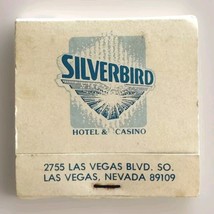 SILVERBIRD
HOTEL & CASINO
2755 LAS VEGAS BLVD. SO.
LAS VEGAS, NEVADA 89109